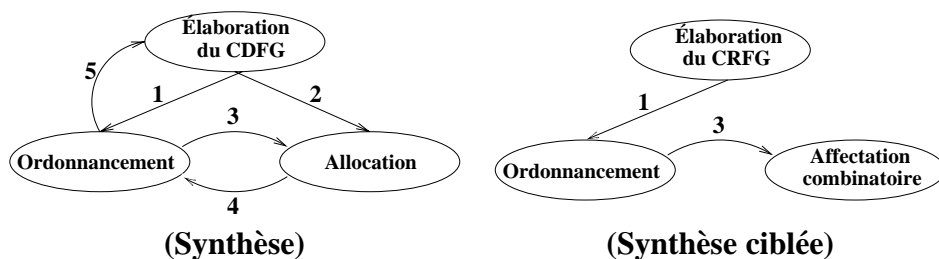 Élaboration
du CDFG
5
1
2
3
Ordonnancement
Allocation
4
(Synthèse)
Élaboration
du CRFG
1
3
Ordonnancement
Affectation
combinatoire
(Synthèse ciblée)